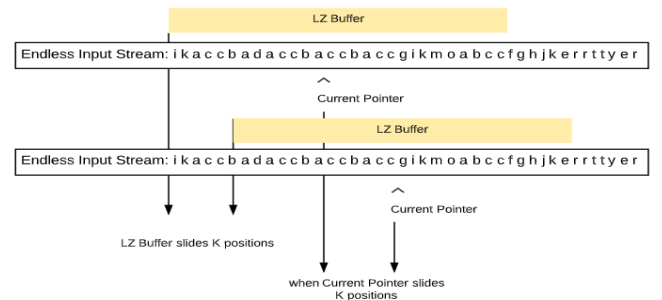 LZ Buffer
Endless Input Stream: i k a c c b a d a c c b a c c b a c c g i k m o a b c c f g h j k e r r t t y e r
Current Pointer
LZ Buffer
Endless Input Stream: i k a c c b a d a c c b a c c b a c c g i k m o a b c c f g h j k e r r t t y e r
Current Pointer
LZ Buffer slides K positions
when Current Pointer slides
K positions